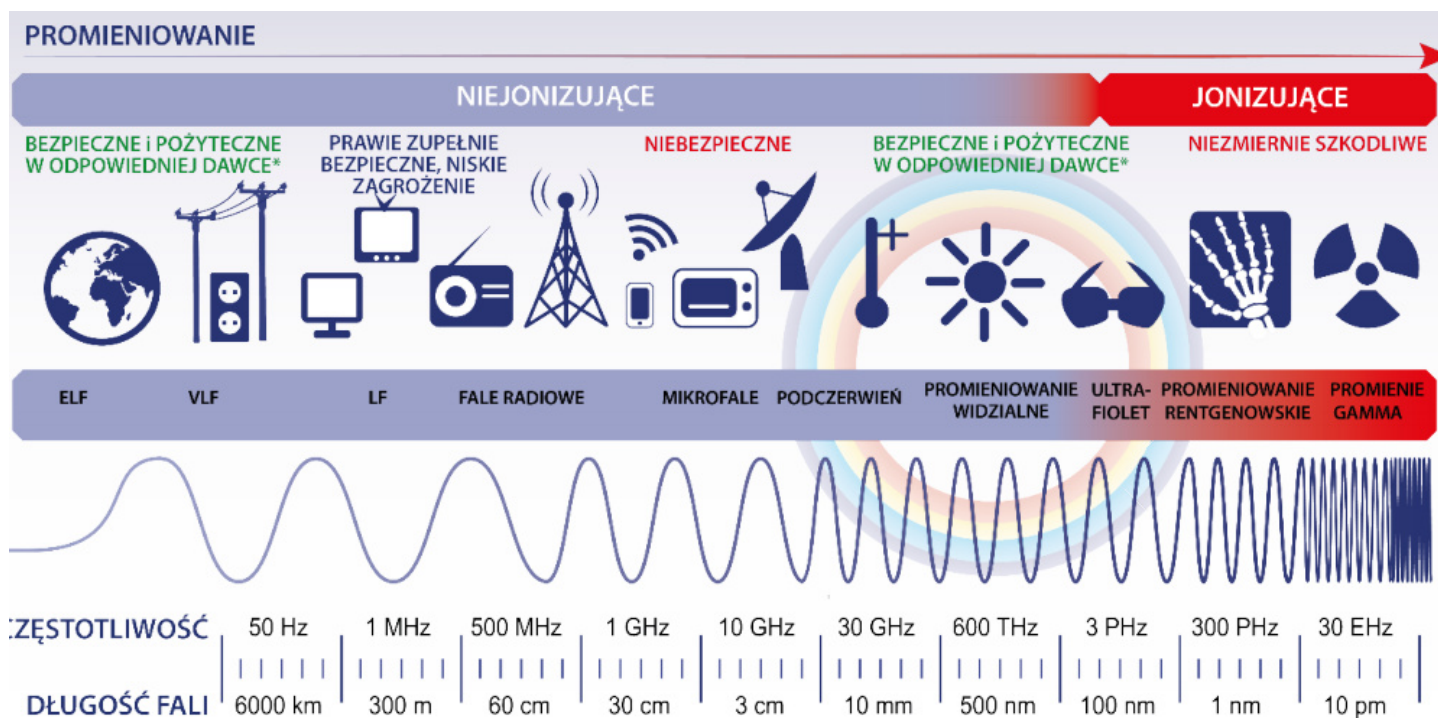 PROMIENIOWANIE
NIEJONIZUJĄCE
JONIZUJĄCE
BEZPIECZNE i POŻYTECZNE
W ODPOWIEDNIEJ DAWCE*
PRAWIE ZUPEŁNIE
BEZPIECZNE, NISKIE
ZAGROŻENIE
NIEBEZPIECZNE
BEZPIECZNE i POŻYTECZNE
W ODPOWIEDNIEJ DAWCE*
NIEZMIERNIE SZKODLIWE
ELF
VLF
LF
FALE RADIOWE
MIKROFALE
PODCZERWIEŃ
PROMIENIOWANIE
WIDZIALNE
ULTRA-
FIOLET
PROMIENIOWANIE
RENTGENOWSKIE
PROMIENIE
GAMMA
ZĘSTOTLIWOŚĆ 50 Hz 1 MHz 500 MHz 1 GHz 10 GHz 30 GHz 600 THz 3 PHz 300 PHz 30 EHz
DŁUGOŚĆ FALI 6000 km 300 m 60 cm 30 cm 3 cm 10 mm 500 nm 100 nm 1 nm 10 pm